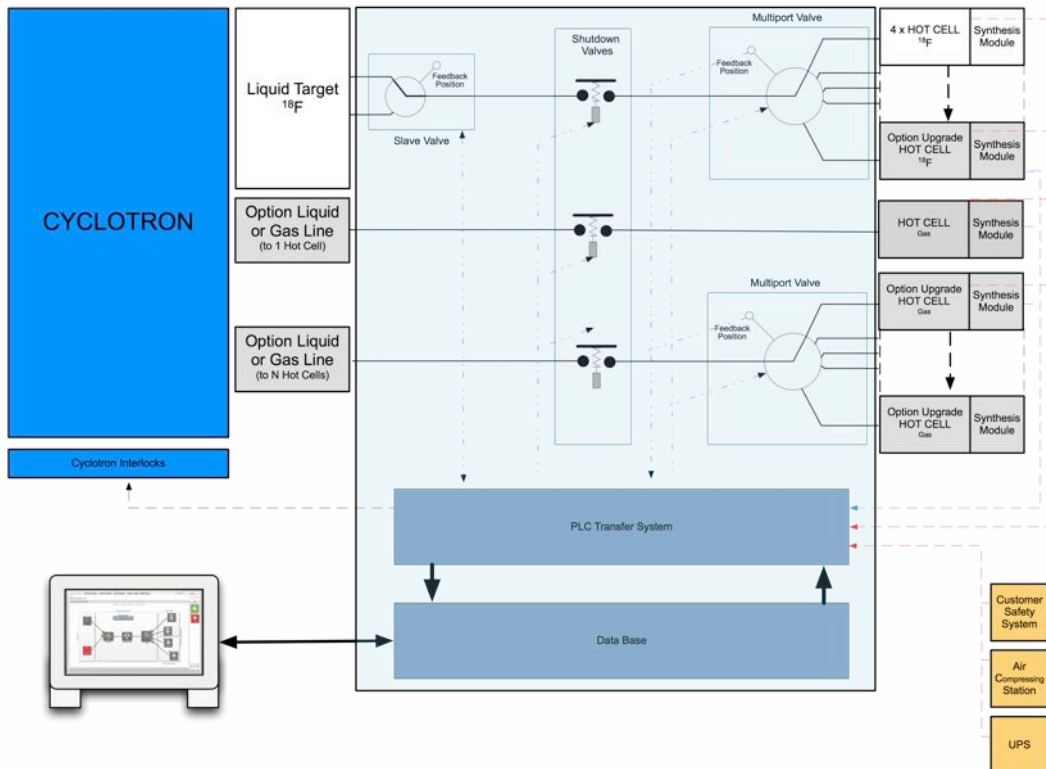 CYCLOTRON
Cyclotron Interlocks
Liquid Target
18F
Option Liquid
or Gas Line
(to 1 Hot Cell)
Option Liquid
or Gas Line
(to N Hot Cells)
Feedback
Position
Slave Valve
Shutdown
Valves
Multiport Valve
Feedback
Position
Multiport Valve
Feedback
Position
4 x HOT CELL
18F
Synthesis
Module
Option Upgrade
HOT CELL
18F
Synthesis
Module
HOT CELL
Gas
Synthesis
Module
Option Upgrade
HOT CELL
Gas
Synthesis
Module
Option Upgrade
HOT CELL
Gas
Synthesis
Module
PLC Transfer System
Data Base
Customer
Safety
System
Air
Compressing
Station
UPS